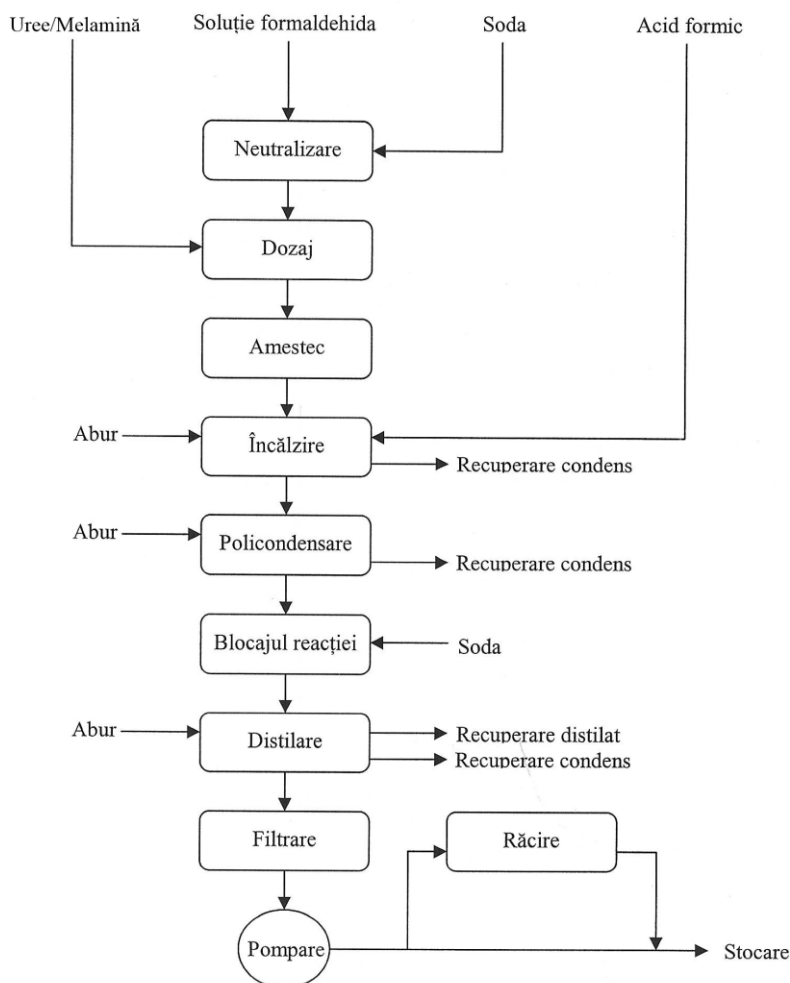 Uree/Melamină
Soluție formaldehida
Soda
Acid formic
Neutralizare
Dozaj
Amestec
Abur
Încălzire
Recuperare condens
Abur
Policondensare
Recuperare condens
Blocajul reacției
Soda
Abur
Distilare
Recuperare distilat
Recuperare condens
Filtrare
Răcire
Pompare
Stocare